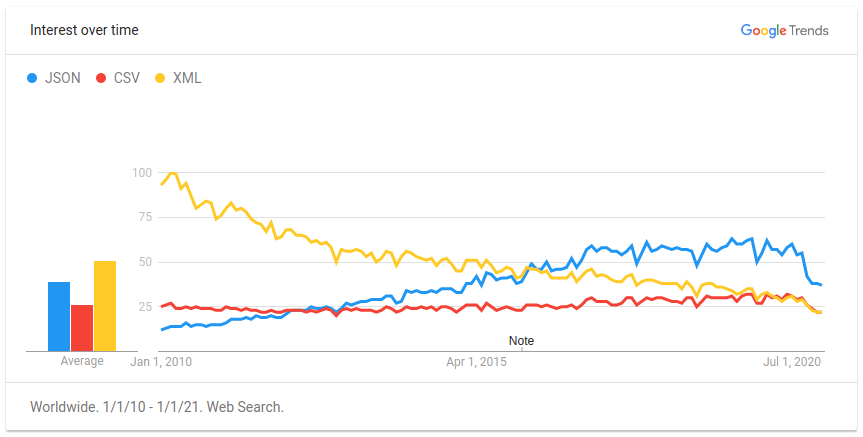 Interest over time
Google Trends
JSON CSV XML
100
75
50
25
Note
Average
Jan 1, 2010 Apr 1, 2015 Jul 1, 2020
Worldwide. 1/1/10 - 1/1/21. Web Search.